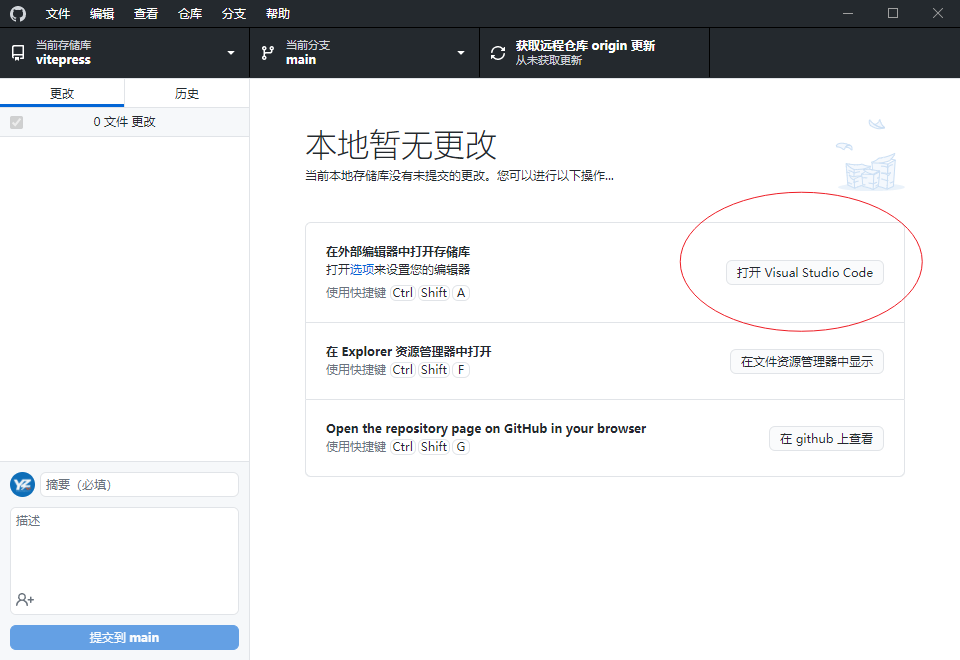 文件 编辑 查看 仓库 分支 帮助
当前存储库
vitepress
当前分支
main
获取远程仓库 origin 更新
从未获取更新
更改 历史
0 文件 更改
本地暂无更改
当前本地存储库没有未提交的更改。您可以进行以下操作...
在外部编辑器中打开存储库
打开选项来设置您的编辑器
使用快捷键 Ctrl Shift A
打开 Visual Studio Code
在 Explorer 资源管理器中打开
使用快捷键 Ctrl Shift F
在文件资源管理器中显示
Open the repository page on GitHub in your browser
使用快捷键 Ctrl Shift G
在 github 上查看
YZ
摘要（必填）
描述
提交到 main